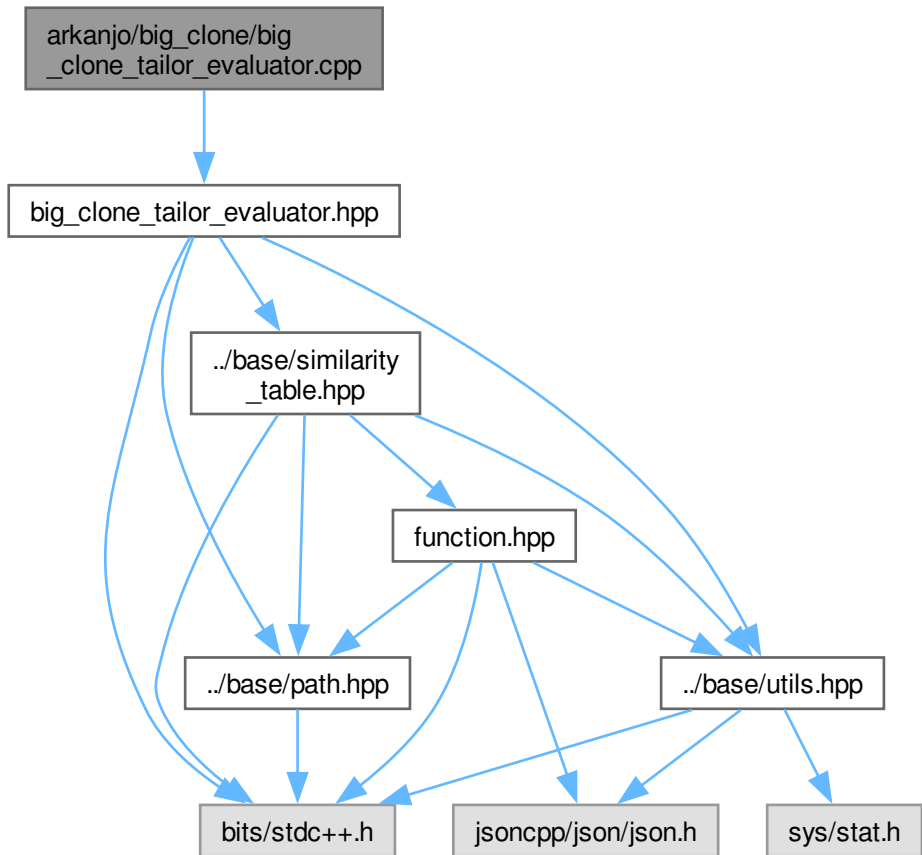 arkanjo/big_clone/big
_clone_tailor_evaluator.cpp
big_clone_tailor_evaluator.hpp
../base/similarity
_table.hpp
function.hpp
../base/path.hpp
../base/utils.hpp
bits/stdc++.h
jsoncpp/json/json.h
sys/stat.h